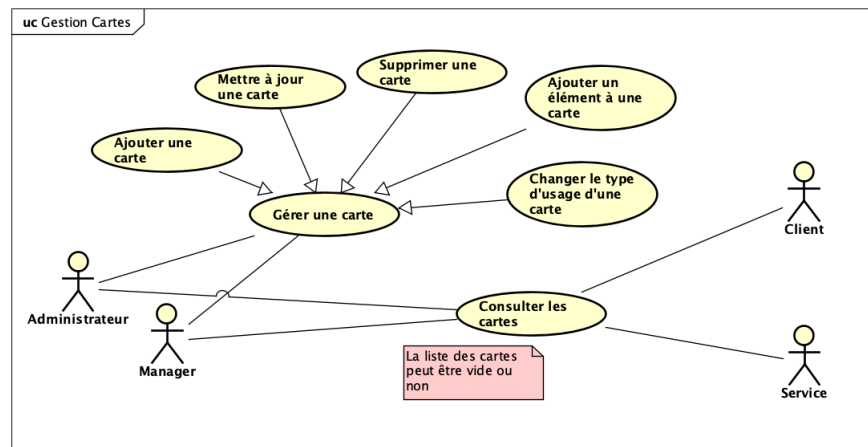 uc Gestion Cartes
Mettre à jour
une carte
Supprimer une
carte
Ajouter un
élément à une
carte
Ajouter une
carte
Changer le type
d'usage d'une
carte
Gérer une carte
Client
Administrateur
Manager
Consulter les
cartes
La liste des cartes
peut être vide ou
non
Service